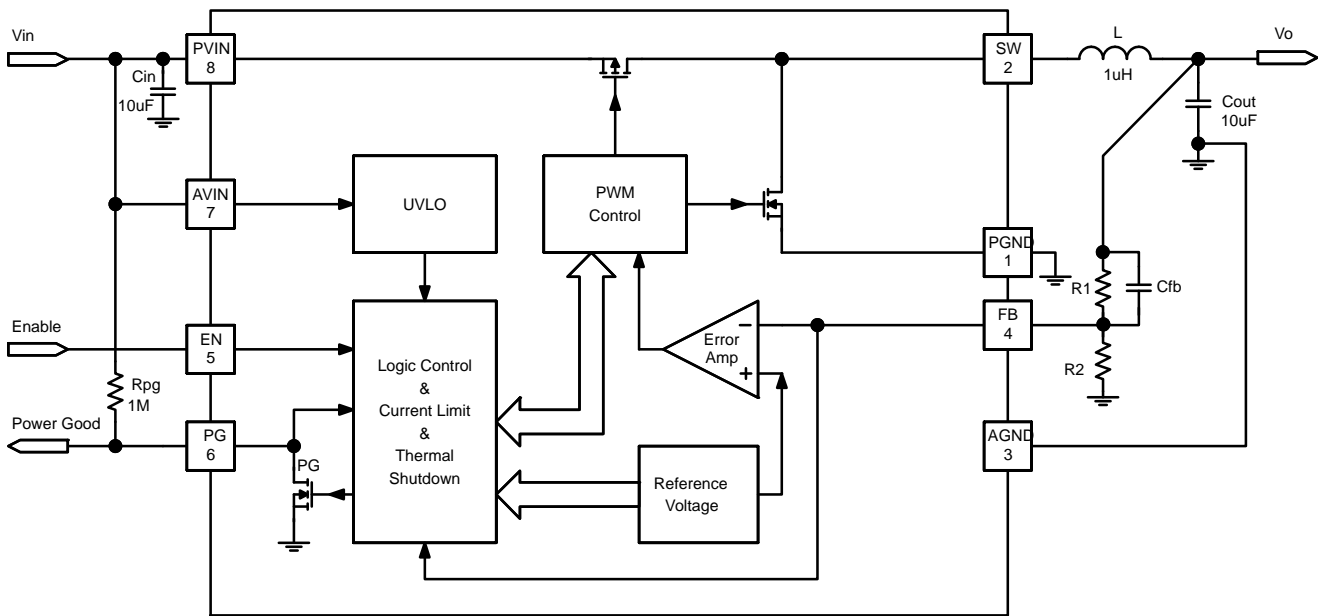 Vin
Cin
10uF
PVIN
8
SW
2
L
1uH
Vo
Cout
10uF
AVIN
7
UVLO
PWM
Control
PGND
1
R1
Cfb
Enable
EN
5
Rpg
1M
Logic Control
&
Current Limit
&
Thermal
Shutdown
Error
Amp
−
+
FB
4
R2
Power Good
PG
6
PG
Reference
Voltage
AGND
3